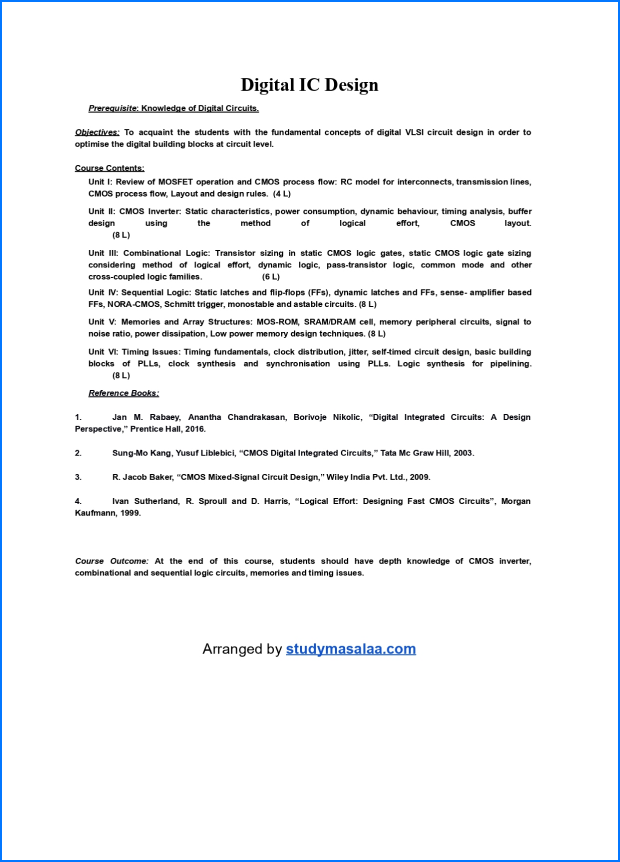 Digital IC Design
Prerequisite: Knowledge of Digital Circuits.
Objectives: To acquaint the students with the fundamental concepts of digital VLSI circuit design in order to
optimise the digital building blocks at circuit level.
Course Contents:
Unit I: Review of MOSFET operation and CMOS process flow: RC model for interconnects, transmission lines,
CMOS process flow, Layout and design rules. (4 L)
Unit II: CMOS Inverter: Static characteristics, power consumption, dynamic behaviour, timing analysis, buffer
design using the method of logical effort, CMOS layout.
(8 L)
Unit III: Combinational Logic: Transistor sizing in static CMOS logic gates, static CMOS logic gate sizing
considering method of logical effort, dynamic logic, pass-transistor logic, common mode and other
cross-coupled logic families. (6 L)
Unit IV: Sequential Logic: Static latches and flip-flops (FFs), dynamic latches and FFs, sense- amplifier based
FFs, NORA-CMOS, Schmitt trigger, monostable and astable circuits. (8 L)
Unit V: Memories and Array Structures: MOS-ROM, SRAM/DRAM cell, memory peripheral circuits, signal to
noise ratio, power dissipation, Low power memory design techniques. (8 L)
Unit VI: Timing Issues: Timing fundamentals, clock distribution, jitter, self-timed circuit design, basic building
blocks of PLLs, clock synthesis and synchronisation using PLLs. Logic synthesis for pipelining.
(8 L)
Reference Books:
1. Jan M. Rabaey, Anantha Chandrakasan, Borivoje Nikolic, “Digital Integrated Circuits: A Design
Perspective,” Prentice Hall, 2016.
2. Sung-Mo Kang, Yusuf Liblebici, “CMOS Digital Integrated Circuits,” Tata Mc Graw Hill, 2003.
3. R. Jacob Baker, “CMOS Mixed-Signal Circuit Design,” Wiley India Pvt. Ltd., 2009.
4. Ivan Sutherland, R. Sproull and D. Harris, “Logical Effort: Designing Fast CMOS Circuits”, Morgan
Kaufmann, 1999.
Course Outcome: At the end of this course, students should have depth knowledge of CMOS inverter,
combinational and sequential logic circuits, memories and timing issues.
Arranged by studymasalaa.com